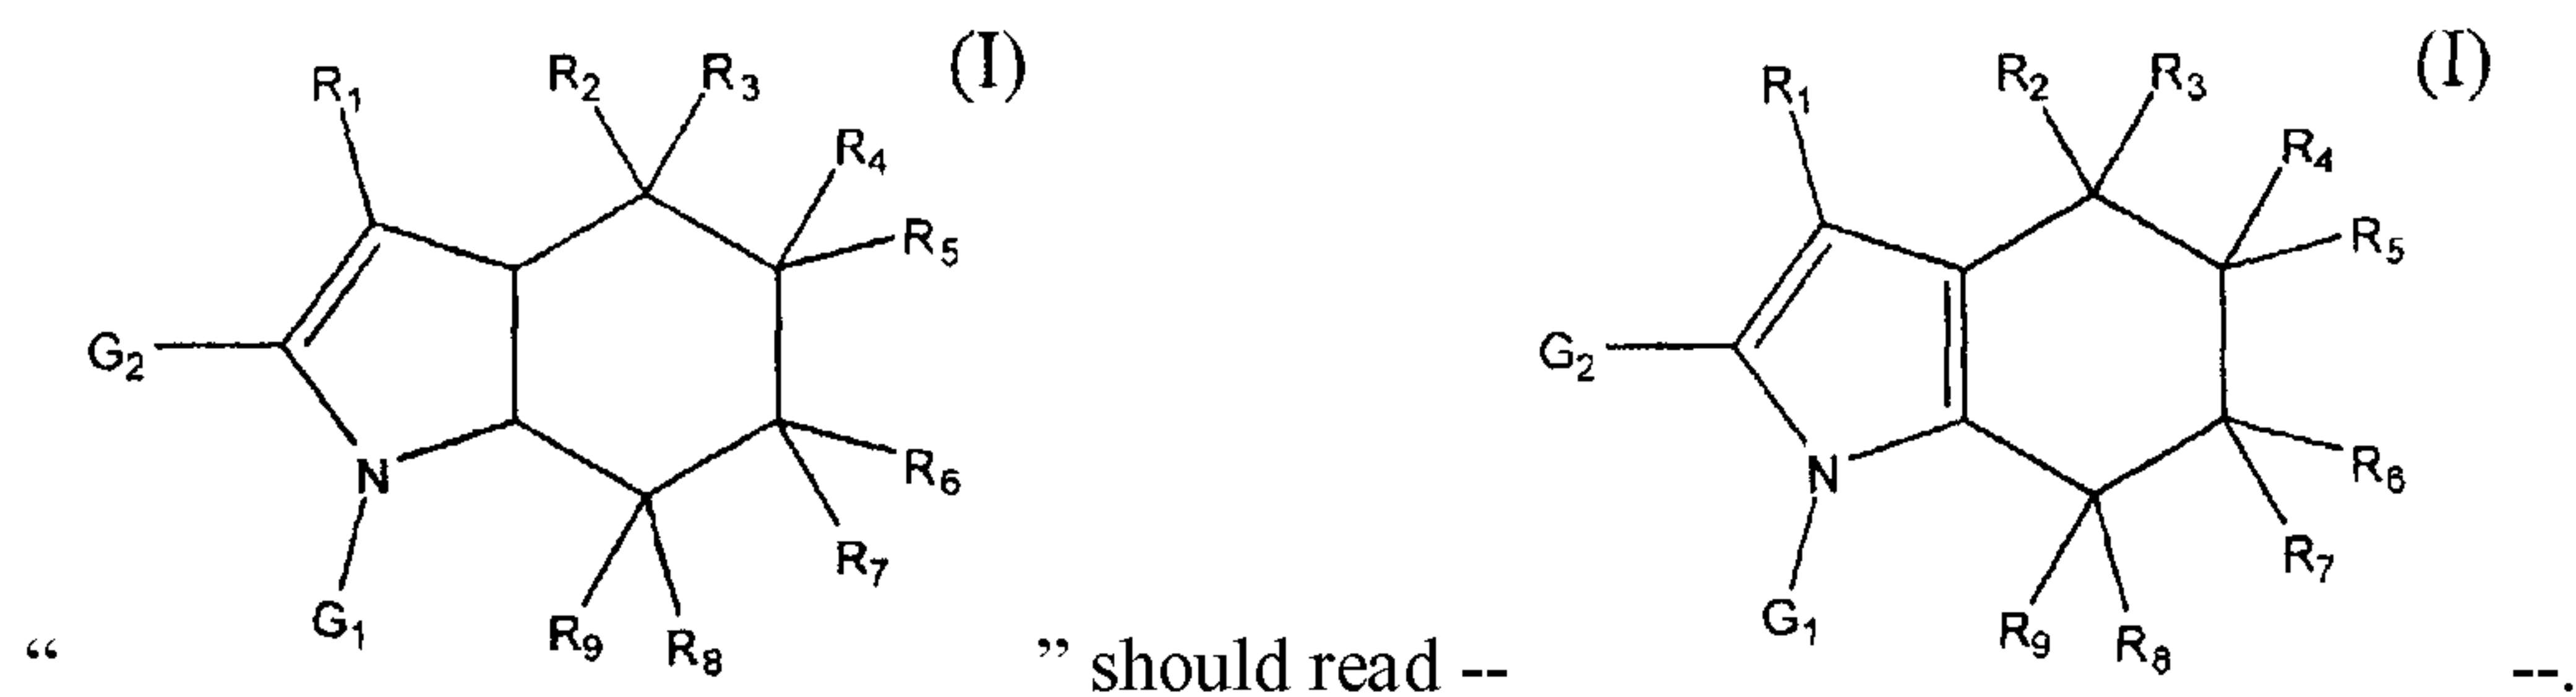 R1 R2 R3 (I) R1 R2 R3 (I)
R4 R4
R5 R5
G2 G2
N R6 N R6
R7 R7
G1 R9 R8 G1 R9 R8
“ ” should read -- --.